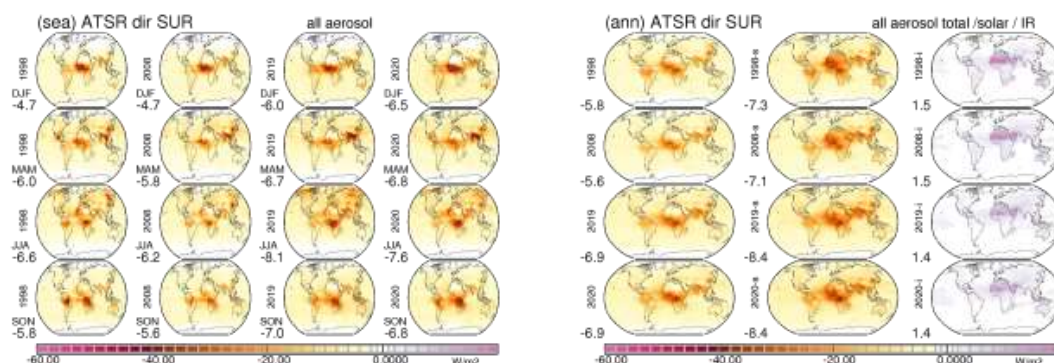 (sea) ATSR dir SUR all aerosol
1998 2008 2019 2020
DJF DJF DJF DJF
-4.7 -4.7 -6.0 -6.5
1998 2008 2019 2020
MAM MAM MAM MAM
-6.0 -5.8 -6.7 -6.8
1998 2008 2019 2020
JJA JJA JJA JJA
-6.6 -6.2 -8.1 -7.6
1998 2008 2019 2020
SON SON SON SON
-5.8 -5.6 -7.0 -6.8
-60.00 -40.00 -20.00 0.0000 W/m2
(ann) ATSR dir SUR all aerosol total /solar / IR
1998 1998-s 1998-i
-5.8 -7.3 1.5
2008 2008-s 2008-i
-5.6 -7.1 1.5
2019 2019-s 2019-i
-6.9 -8.4 1.4
2020 2020-s 2020-i
-6.9 -8.4 1.4
-60.00 -40.00 -20.00 0.0000 W/m2